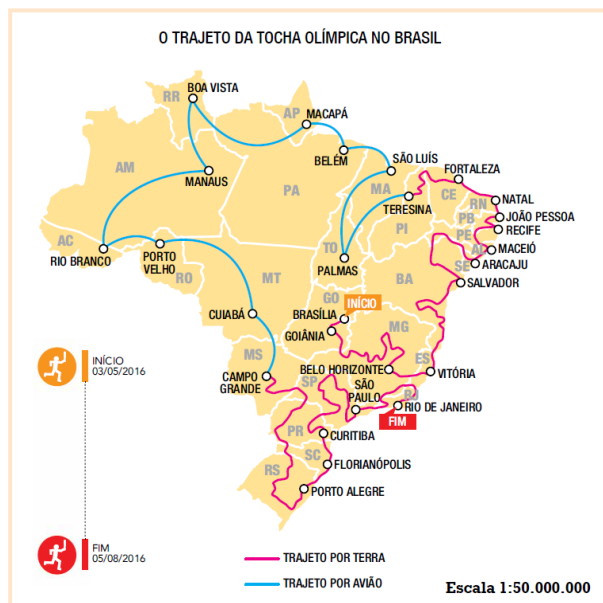 O TRAJETO DA TOCHA OLÍMPICA NO BRASIL
RR
BOA VISTA
AP
MACAPÁ
BELÉM
SÃO LUÍS
FORTALEZA
AM
MANAUS
PA
MA
TERESINA
CE
RN
NATAL
PB
JOÃO PESSOA
PI
PE
RECIFE
AC
RIO BRANCO
PORTO
VELHO
RO
TO
PALMAS
AL
MACEIÓ
SE
ARACAJU
BA
SALVADOR
MT
GO
INÍCIO
BRASÍLIA
GOIÂNIA
CUIABÁ
MG
MS
BELO HORIZONTE
ES
VITÓRIA
CAMPO
GRANDE
SP
SÃO
PAULO
RJ
RIO DE JANEIRO
FIM
PR
CURITIBA
SC
FLORIANÓPOLIS
RS
PORTO ALEGRE
INÍCIO
03/05/2016
FIM
05/08/2016
TRAJETO POR TERRA
TRAJETO POR AVIÃO
Escala 1:50.000.000